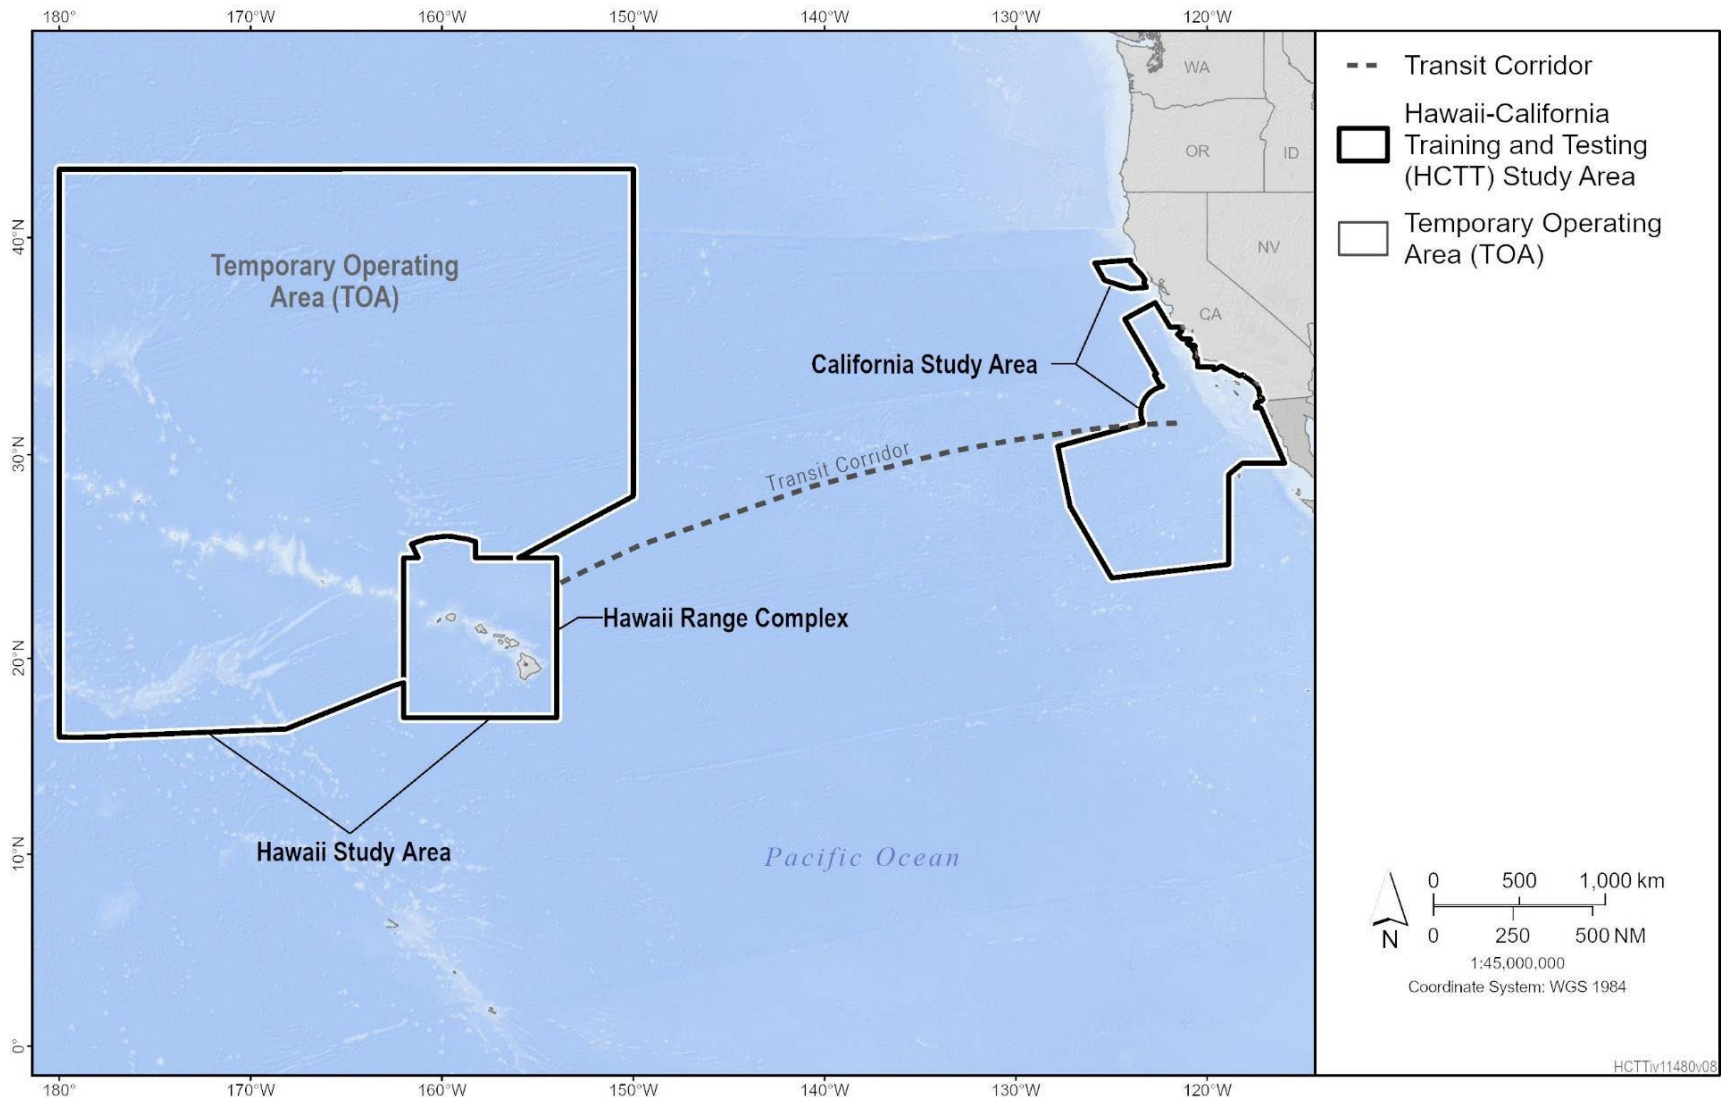 180°
170°W
160°W
150°W
140°W
130°W
120°W
WA
OR
ID
NV
CA
40°N
30°N
20°N
10°N
0°
Temporary Operating
Area (TOA)
California Study Area
Transit Corridor
Hawaii Range Complex
Hawaii Study Area
Pacific Ocean
180°
170°W
160°W
150°W
140°W
130°W
120°W
Transit Corridor
Hawaii-California
Training and Testing
(HCTT) Study Area
Temporary Operating
Area (TOA)
N
0 500 1,000 km
0 250 500 NM
1:45,000,000
Coordinate System: WGS 1984
HCTTiv11480v08